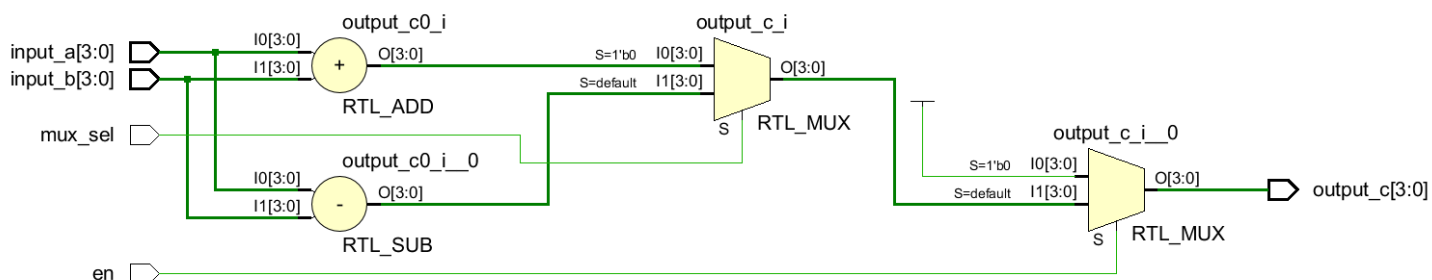 output_c0_i
output_c_i
input_a[3:0]
I0[3:0]
O[3:0]
S=1'b0
I0[3:0]
O[3:0]
input_b[3:0]
I1[3:0]
+
S=default
I1[3:0]
RTL_ADD
S
RTL_MUX
mux_sel
output_c_i__0
output_c0_i__0
S=1'b0
I0[3:0]
O[3:0]
I0[3:0]
O[3:0]
S=default
I1[3:0]
output_c[3:0]
I1[3:0]
-
S
RTL_MUX
RTL_SUB
en